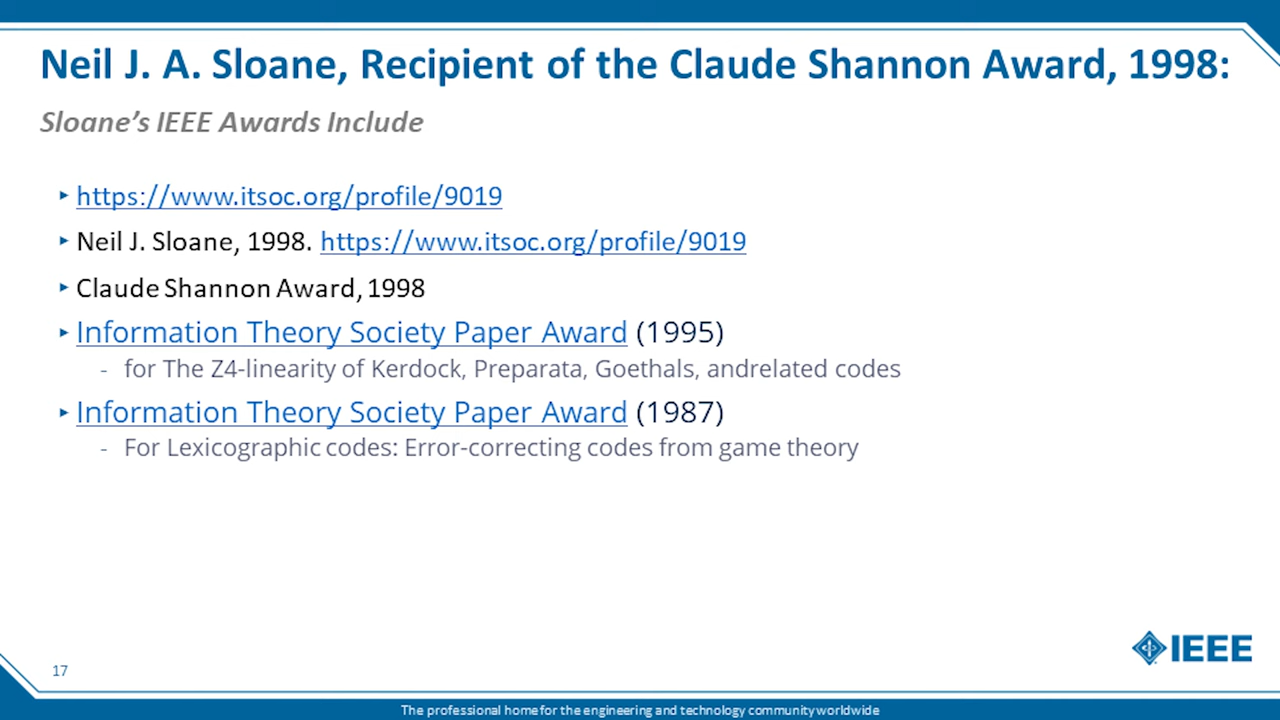 Neil J. A. Sloane, Recipient of the Claude Shannon Award, 1998:
Sloane's IEEE Awards Include
https://www.itsoc.org/profile/9019
Neil J. Sloane, 1998. https://www.itsoc.org/profile/9019
Claude Shannon Award, 1998
Information Theory Society Paper Award (1995)
- for The Z4-linearity of Kerdock, Preparata, Goethals, andrelated codes
Information Theory Society Paper Award (1987)
- For Lexicographic codes: Error-correcting codes from game theory
IEEE
17
The professional home for the engineering and technology community worldwide